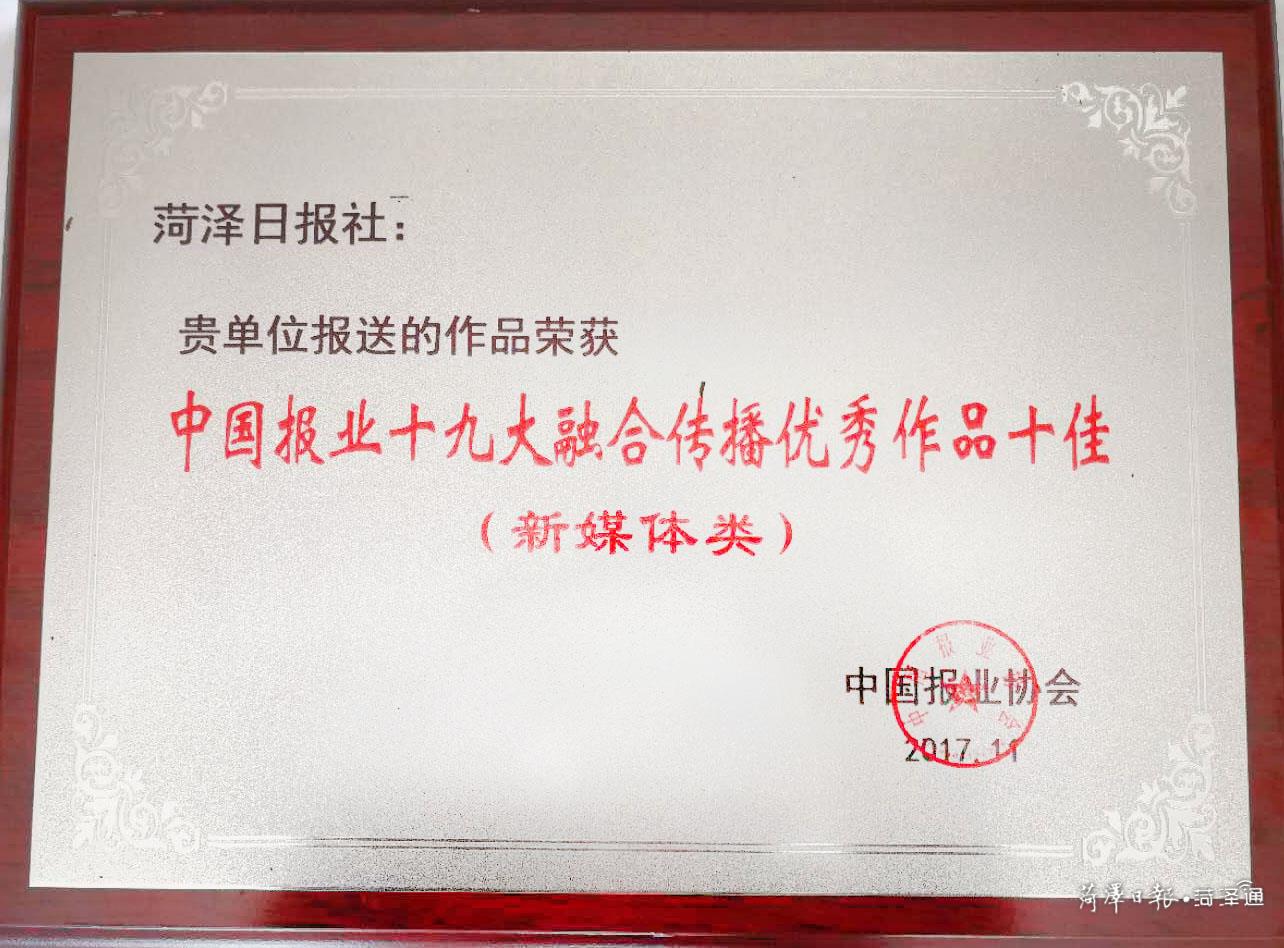 菏泽日报社：
贵单位报送的作品荣获
中国报业十九大融合传播优秀作品十佳
（新媒体类）
中国报业协会
2017.11
菏泽日报·菏泽通